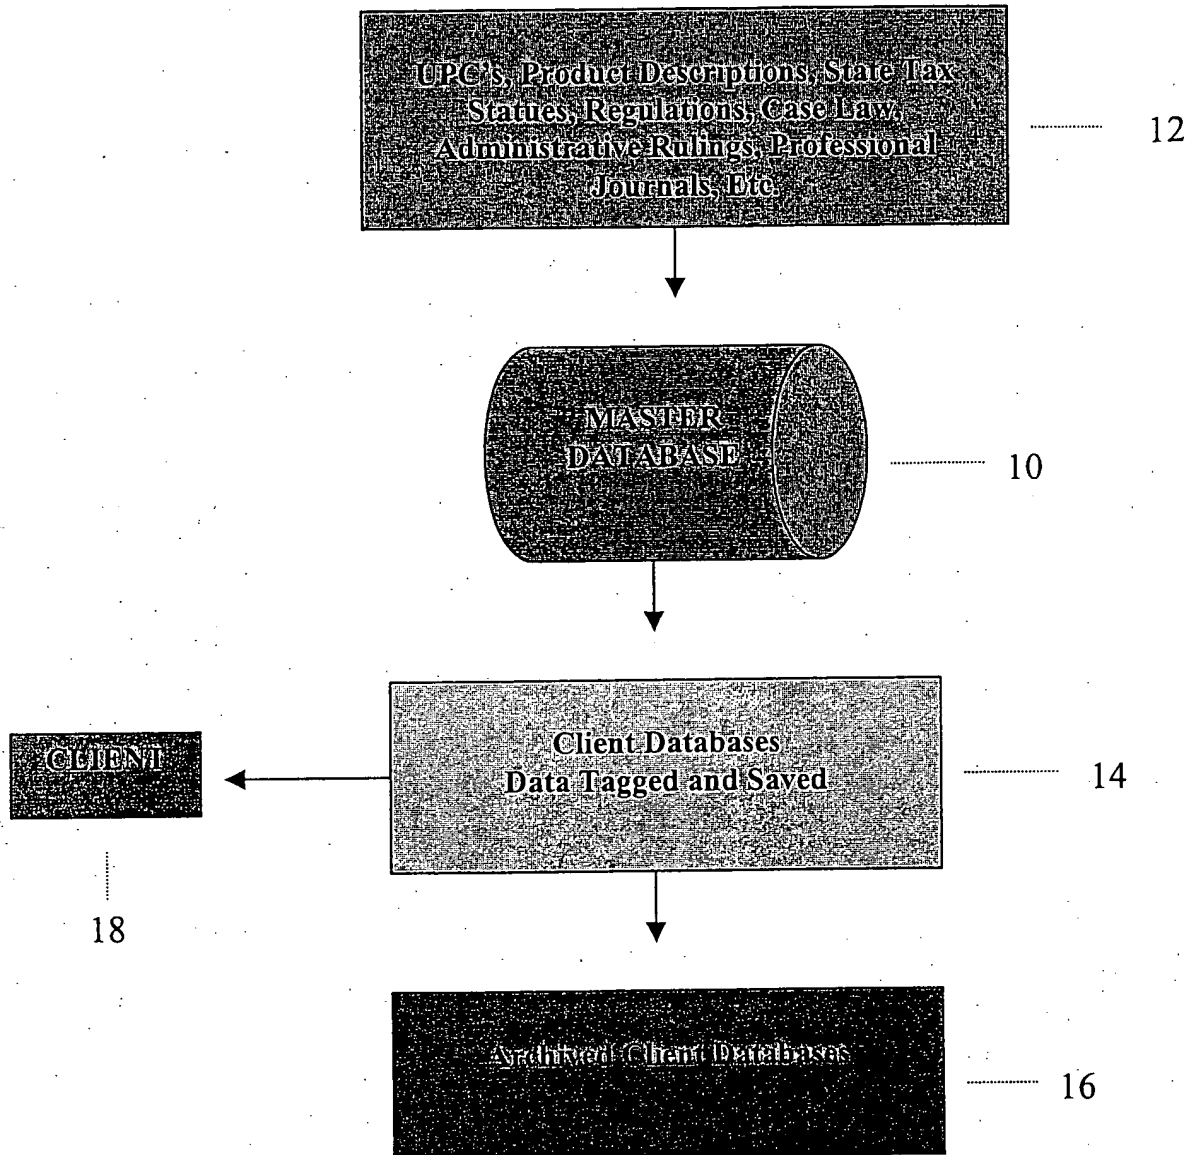 UPC's, Product Descriptions, State Tax
Statues, Regulations, Case Law,
Administrative Rulings, Professional
Journals, Etc.
12
MASTER
DATABASE
10
Client Databases
Data Tagged and Saved
14
CLIENT
18
Archived Client Databases
16